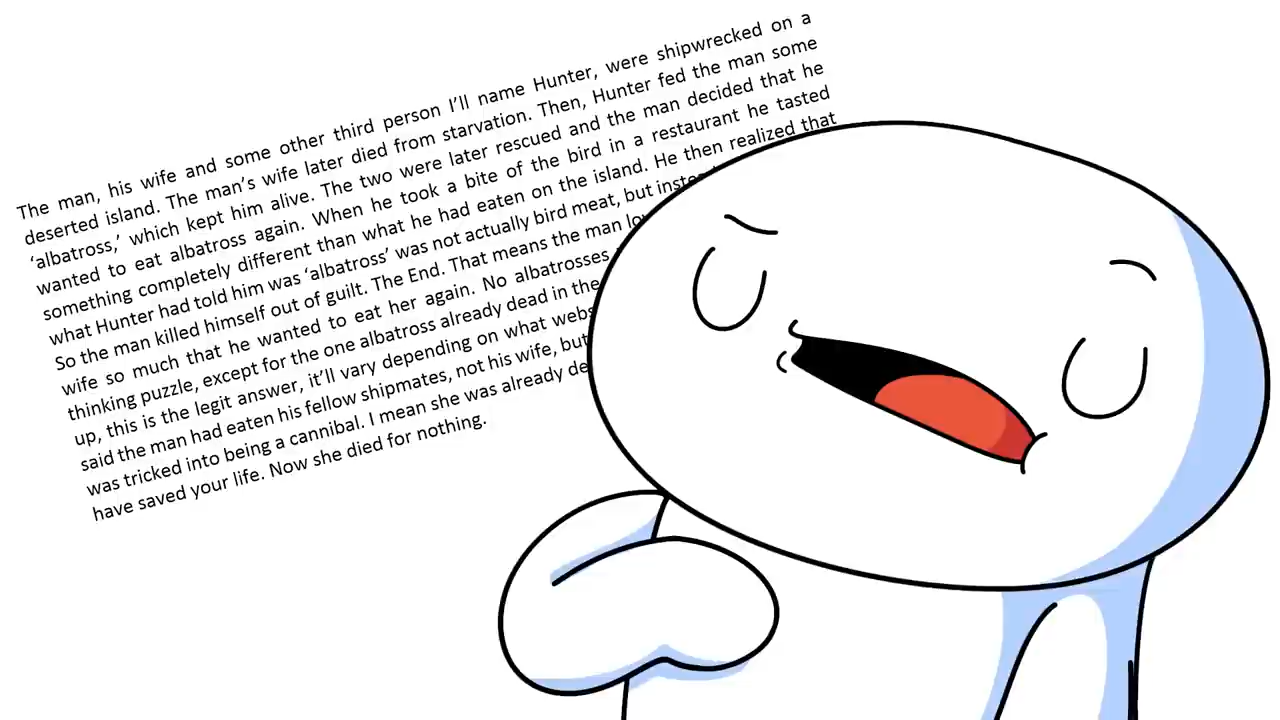 The man, his wife and some other third person I'll name Hunter, were shipwrecked on a
deserted island. The man's wife later died from starvation. Then, Hunter fed the man some
'albatross,' which kept him alive. The two were later rescued and the man decided that he
wanted to eat albatross again. When he took a bite of the bird in a restaurant he tasted
something completely different than what he had eaten on the island. He then realized that
what Hunter had told him was 'albatross' was not actually bird meat, but
So the man killed himself out of guilt. The End. That means the man
wife so much that he wanted to eat her again. No albatrosses
thinking puzzle, except for the one albatross already dead in the
up, this is the legit answer, it'll vary depending on what
said the man had eaten his fellow shipmates, not his wife, but
was tricked into being a cannibal. I mean she was already
have saved your life. Now she died for nothing.